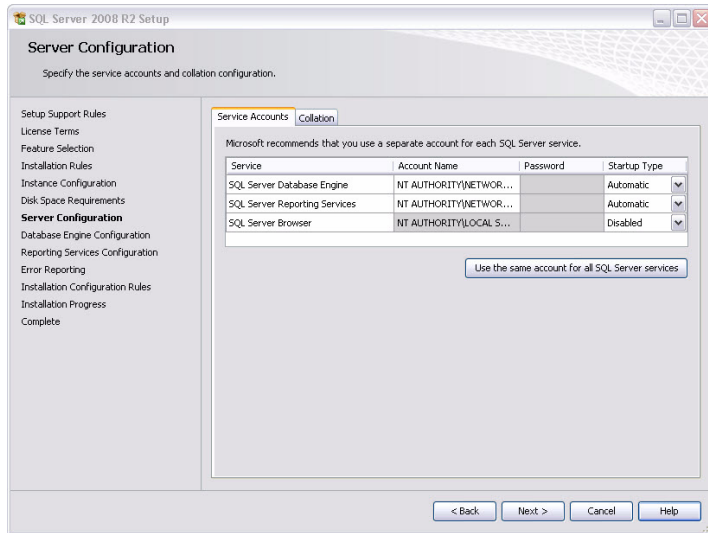 SQL Server 2008 R2 Setup
Server Configuration
Specify the service accounts and collation configuration.
Setup Support Rules
License Terms
Feature Selection
Installation Rules
Instance Configuration
Disk Space Requirements
Server Configuration
Database Engine Configuration
Reporting Services Configuration
Error Reporting
Installation Configuration Rules
Installation Progress
Complete
Service Accounts Collation
Microsoft recommends that you use a separate account for each SQL Server service.
Service Account Name Password Startup Type
SQL Server Database Engine NT AUTHORITY\NETWOR... Automatic
SQL Server Reporting Services NT AUTHORITY\NETWOR... Automatic
SQL Server Browser NT AUTHORITY\LOCAL S... Disabled
Use the same account for all SQL Server services
< Back Next > Cancel Help